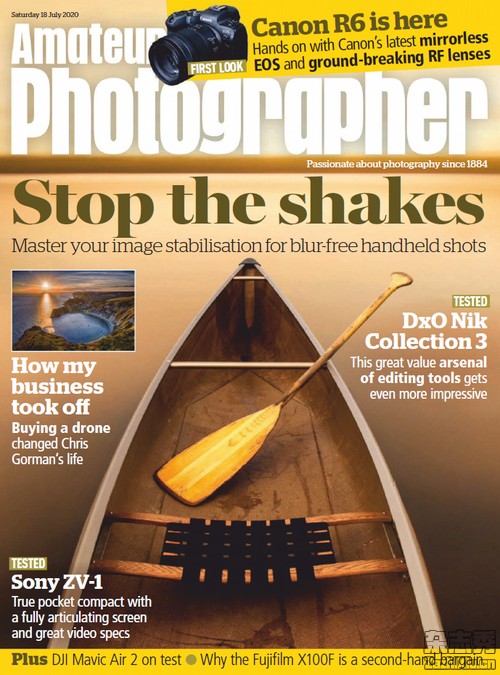 Saturday 18 July 2020
Amateur
Photographer
FIRST LOOK
Canon R6 is here
Hands on with Canon's latest mirrorless
EOS and ground-breaking RF lenses
Passionate about photography since 1884
Stop the shakes
Master your image stabilisation for blur-free handheld shots
How my
business
took off
Buying a drone
changed Chris
Gorman's life
TESTED
DxO Nik
Collection 3
This great value arsenal
of editing tools gets
even more impressive
TESTED
Sony ZV-1
True pocket compact with
a fully articulating screen
and great video specs
Plus DJI Mavic Air 2 on test ● Why the Fujifilm X100F is a second-hand bargain